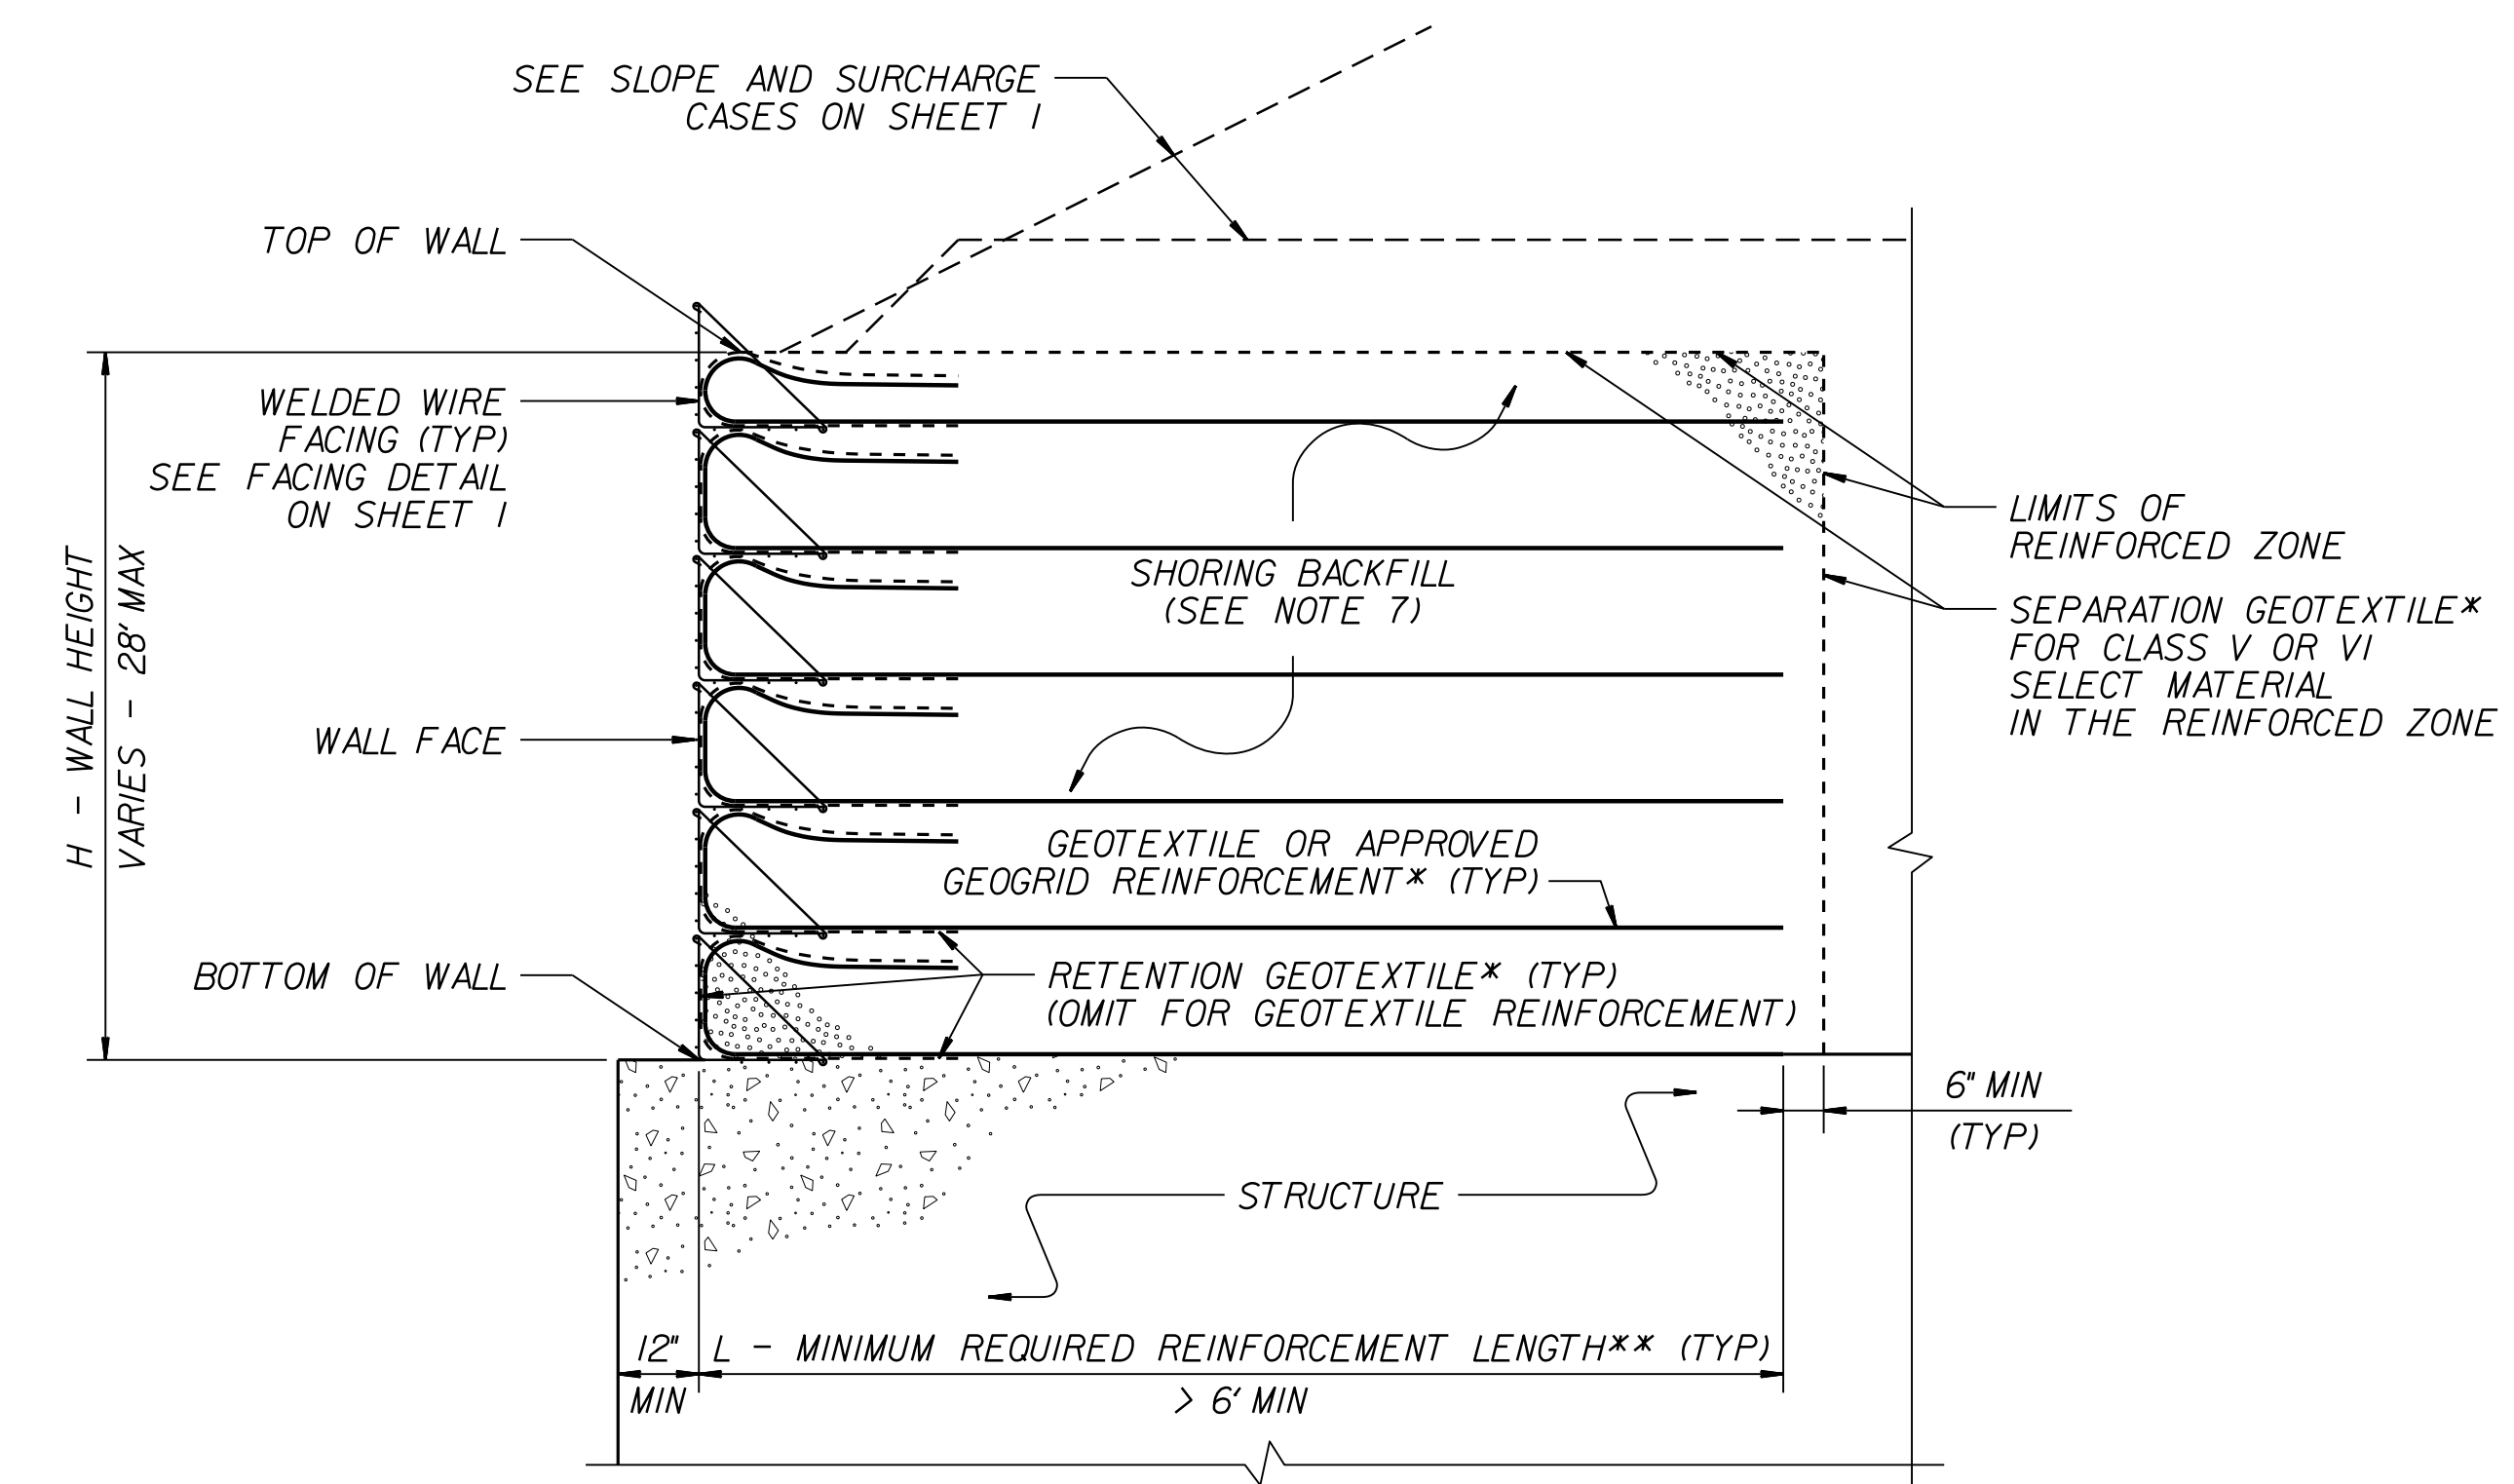 SEE SLOPE AND SURCHARGE
CASES ON SHEET 1
TOP OF WALL
WELDED WIRE
FACING (TYP)
SEE FACING DETAIL
ON SHEET 1
LIMITS OF
REINFORCED ZONE
SHORING BACKFILL
(SEE NOTE 7)
SEPARATION GEOTEXTILE*
FOR CLASS V OR VI
SELECT MATERIAL
IN THE REINFORCED ZONE
H - WALL HEIGHT
VARIES - 28' MAX
WALL FACE
GEOTEXTILE OR APPROVED
GEOGRID REINFORCEMENT* (TYP)
BOTTOM OF WALL
RETENTION GEOTEXTILE* (TYP)
(OMIT FOR GEOTEXTILE REINFORCEMENT)
6" MIN
(TYP)
STRUCTURE
12"
MIN
L - MINIMUM REQUIRED REINFORCEMENT LENGTH** (TYP)
> 6' MIN